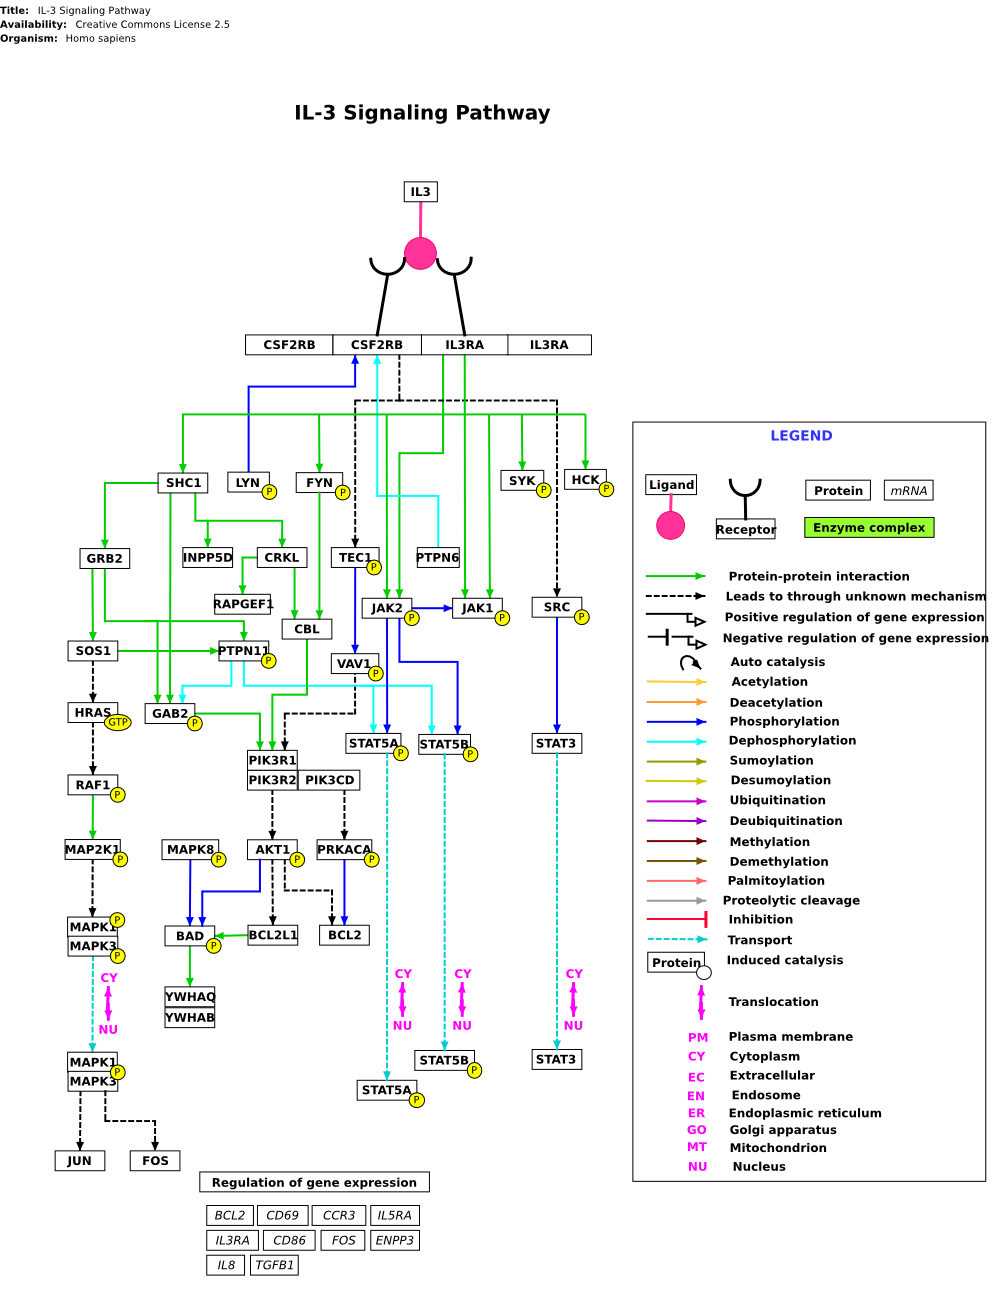 Title: IL-3 Signaling Pathway
Availability: Creative Commons License 2.5
Organism: Homo sapiens
IL-3 Signaling Pathway
IL3
CSF2RB CSF2RB IL3RA IL3RA
SHC1 LYN P FYN P SYK P HCK P
GRB2 INPP5D CRKL TEC1 P PTPN6
RAPGEF1 JAK2 P JAK1 P SRC P
CBL
SOS1 PTPN11 P VAV1 P
HRAS GTP GAB2 P
STAT5A P STAT5B P STAT3
PIK3R1
PIK3R2 PIK3CD
RAF1 P
MAP2K1 P MAPK8 P AKT1 P PRKACA P
MAPK1 P
MAPK3 P
BAD P BCL2L1 BCL2
CY CY CY CY
NU NU NU NU
YWHAQ
YWHAB
MAPK1 P
MAPK3
STAT5B P STAT3
STAT5A P
JUN FOS
Regulation of gene expression
BCL2 CD69 CCR3 IL5RA
IL3RA CD86 FOS ENPP3
IL8 TGFB1
LEGEND
Ligand
Receptor
Protein mRNA
Enzyme complex
Protein-protein interaction
Leads to through unknown mechanism
Positive regulation of gene expression
Negative regulation of gene expression
Auto catalysis
Acetylation
Deacetylation
Phosphorylation
Dephosphorylation
Sumoylation
Desumoylation
Ubiquitination
Deubiquitination
Methylation
Demethylation
Palmitoylation
Proteolytic cleavage
Inhibition
Transport
Protein Induced catalysis
Translocation
PM Plasma membrane
CY Cytoplasm
EC Extracellular
EN Endosome
ER Endoplasmic reticulum
GO Golgi apparatus
MT Mitochondrion
NU Nucleus